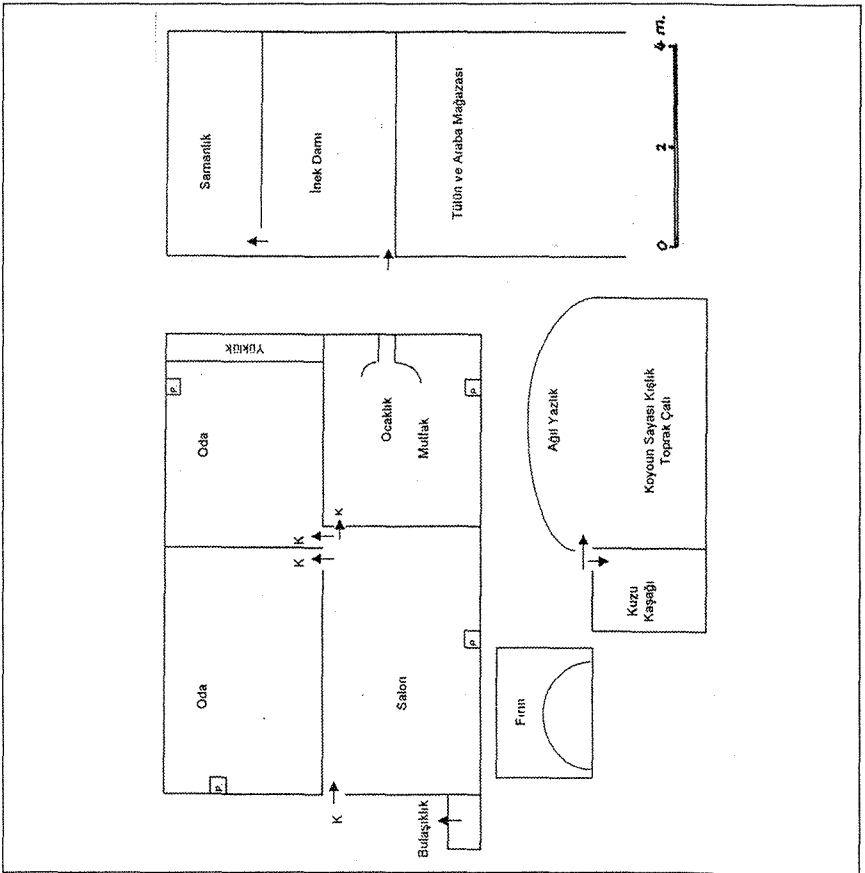 Samanlık
İnek Damı
Tütün ve Araba Mağazası
4 m.
2
0
Yüklük
P.
Oda
Ocaklık
Mutfak
P.
K
K
K
Oda
Salon
P.
P.
K
Bulaşıklık
Ağıl Yazlık
Koyoun Sayası Kışlık
Toprak Çatı
Kuzu
Kaşağı
Fırın